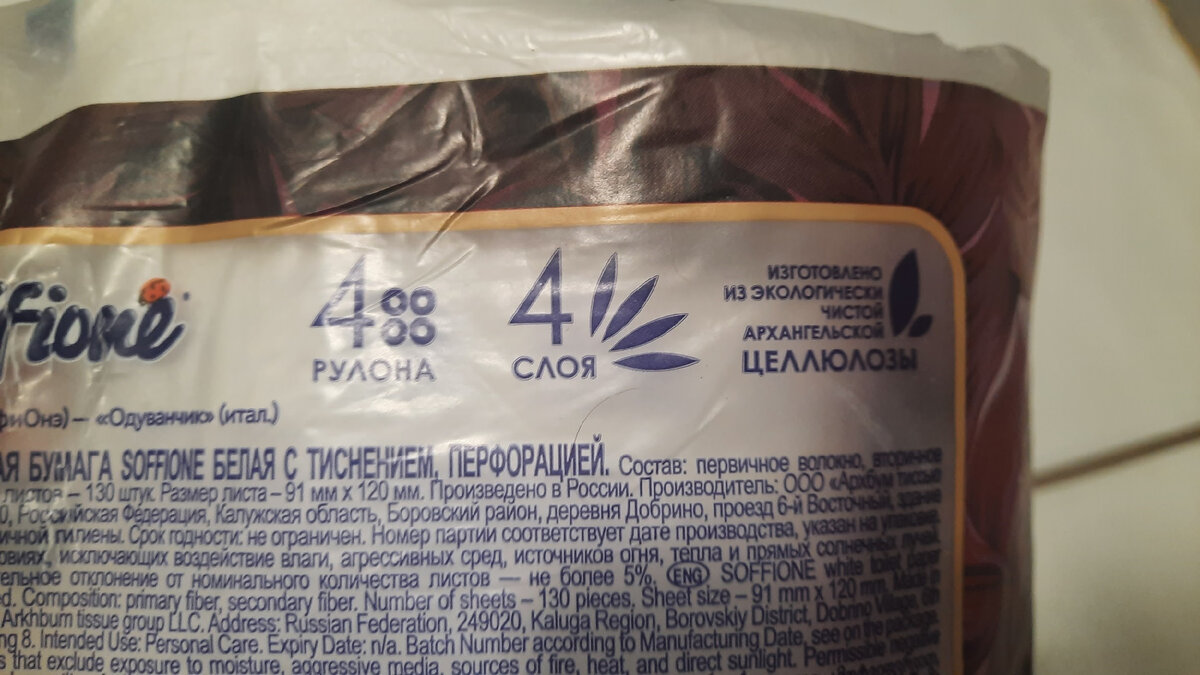 ffione
4
РУЛОНА
4
СЛОЯ
ИЗГОТОВЛЕНО
ИЗ ЭКОЛОГИЧЕСКИ
ЧИСТОЙ
АРХАНГЕЛЬСКОЙ
ЦЕЛЛЮЛОЗЫ
фиОнэ) – «Одуванчик» (итал.)
АЯ БУМАГА SOFFIONE БЕЛАЯ С ТИСНЕНИЕМ, ПЕРФОРАЦИЕЙ. Состав: первичное волокно, вторичное
листов – 130 штук. Размер листа – 91 мм х 120 мм. Произведено в России. Производитель: ООО «Архбум тиссью
0, Российская Федерация, Калужская область, Боровский район, деревня Добрино, проезд 6-й Восточный, здание
ичной гигиены. Срок годности: не ограничен. Номер партии соответствует дате производства, указан на упаковке.
овиях, исключающих воздействие влаги, агрессивных сред, источников огня, тепла и прямых солнечных лучей.
ельное отклонение от номинального количества листов — не более 5%. ENG SOFFIONE white toilet paper
d. Composition: primary fiber, secondary fiber. Number of sheets – 130 pieces. Sheet size – 91 mm x 120 mm. Made in
Arkhbum tissue group LLC. Address: Russian Federation, 249020, Kaluga Region, Borovskiy District, Dobrino Village, 6th
ng 8. Intended Use: Personal Care. Expiry Date: n/a. Batch Number according to Manufacturing Date, see on the package.
s that exclude exposure to moisture, aggressive media, sources of fire, heat, and direct sunlight. Permissible negative